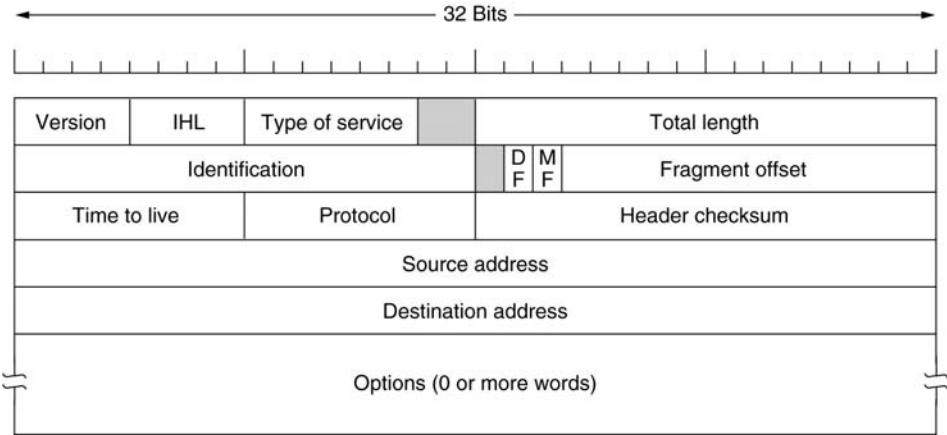 32 Bits
Version IHL Type of service Total length
Identification D F M F Fragment offset
Time to live Protocol Header checksum
Source address
Destination address
Options (0 or more words)